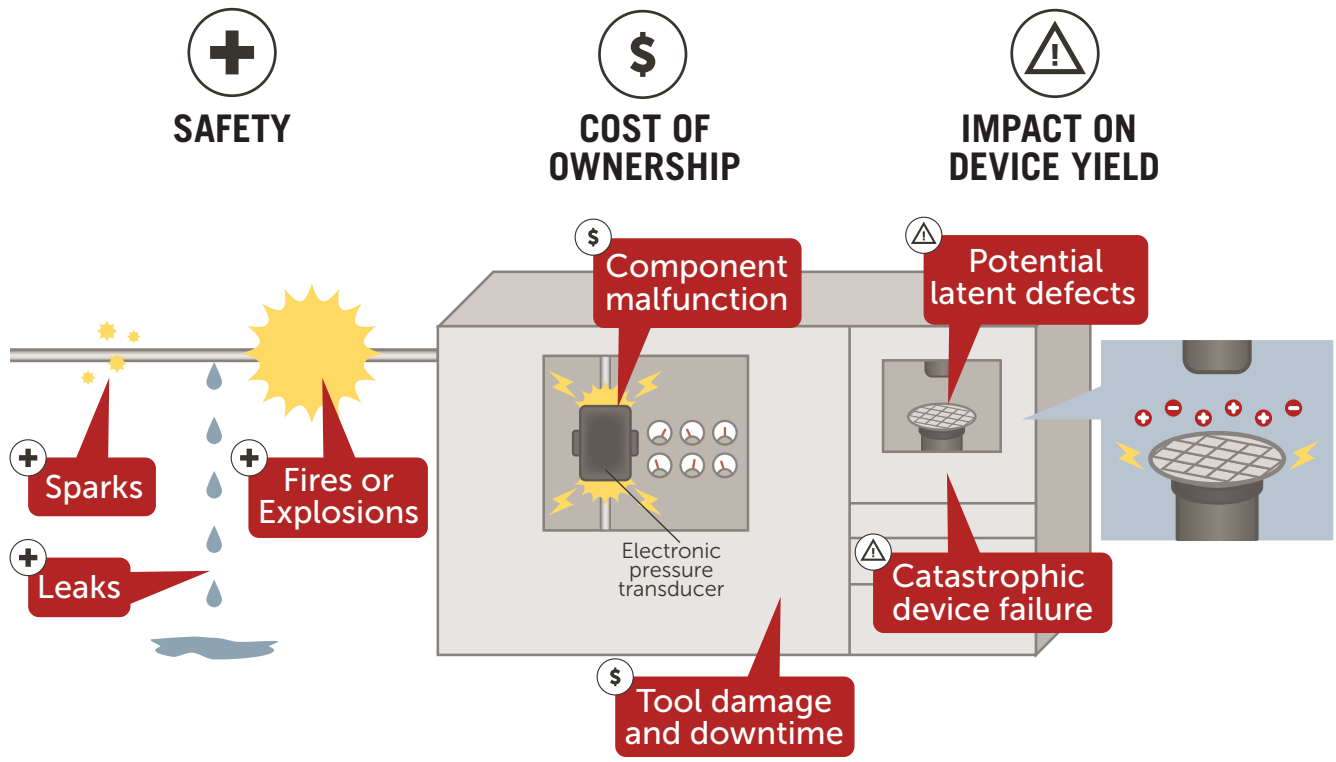 $
!
SAFETY
COST OF
OWNERSHIP
IMPACT ON
DEVICE YIELD
$
Component
malfunction
!
Potential
latent defects
Sparks
Fires or
Explosions
Leaks
Electronic
pressure
transducer
!
Catastrophic
device failure
$
Tool damage
and downtime